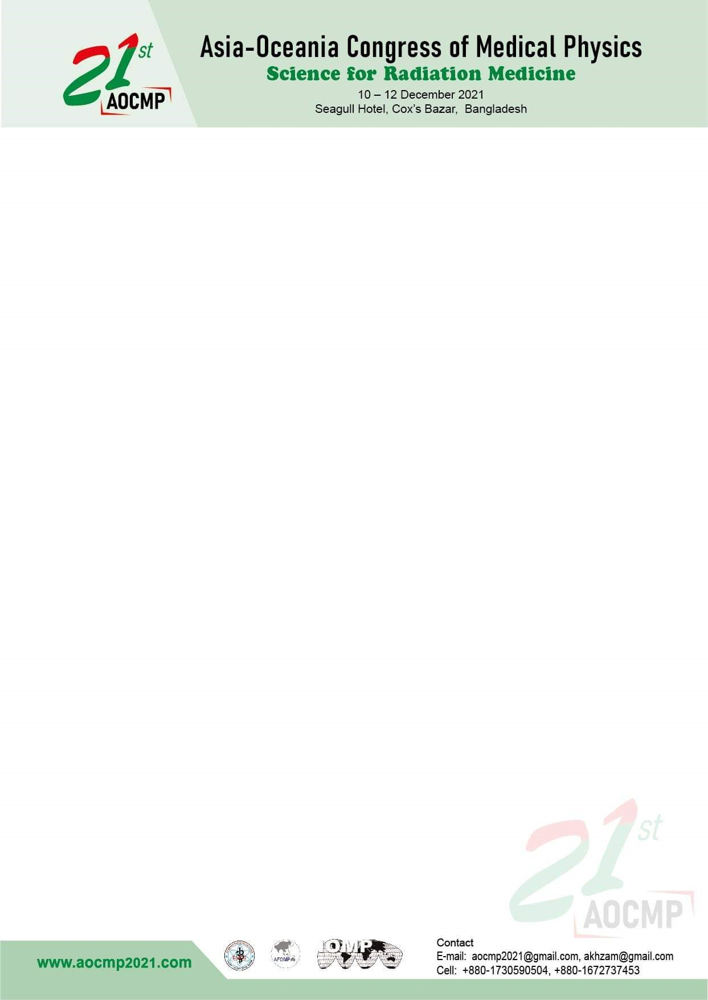 21st
AOCMP
Asia-Oceania Congress of Medical Physics
Science for Radiation Medicine
10 – 12 December 2021
Seagull Hotel, Cox's Bazar, Bangladesh
21st
AOCMP
www.aocmp2021.com
AFOMP
IOMP
Contact
E-mail: aocmp2021@gmail.com, akhzam@gmail.com
Cell: +880-1730590504, +880-1672737453